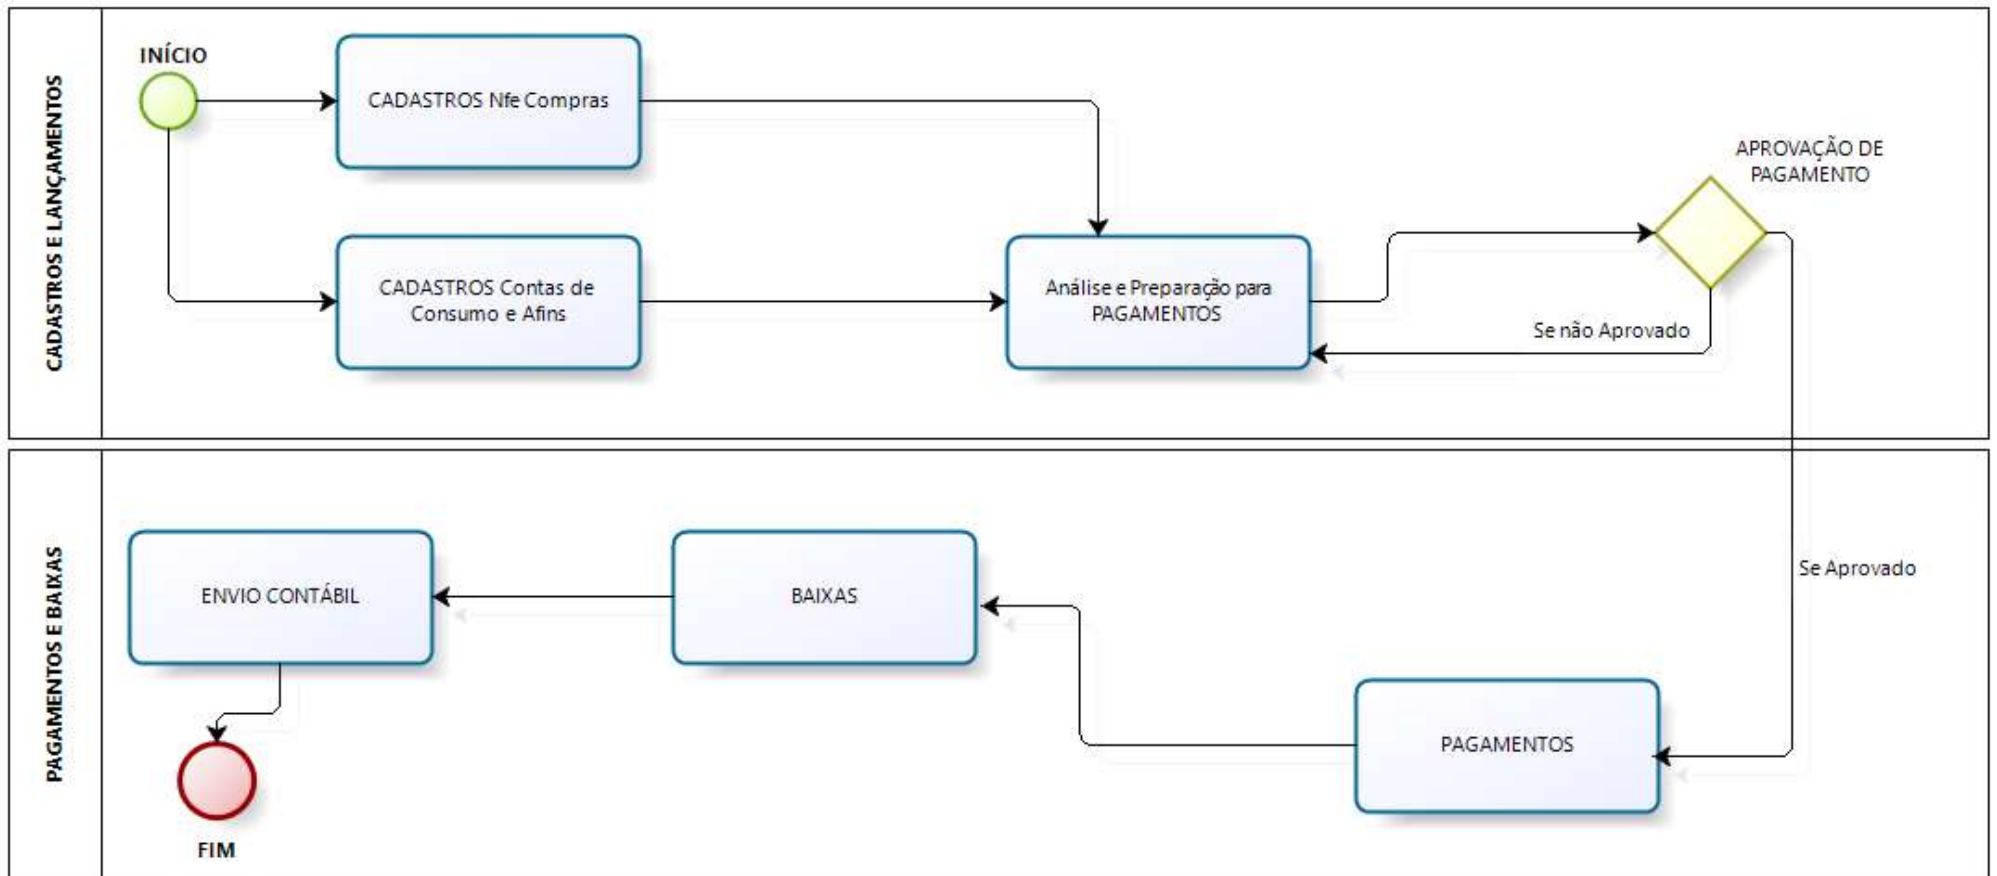 CADASTROS E LANÇAMENTOS
INÍCIO
CADASTROS Nfe Compras
CADASTROS Contas de
Consumo e Afins
Análise e Preparação para
PAGAMENTOS
APROVAÇÃO DE
PAGAMENTO
Se não Aprovado
PAGAMENTOS E BAIXAS
Se Aprovado
ENVIO CONTÁBIL
BAIXAS
PAGAMENTOS
FIM